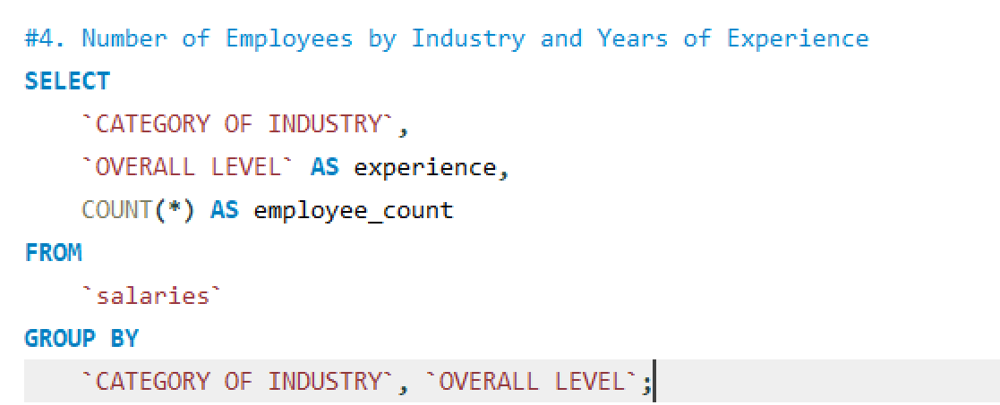 #4. Number of Employees by Industry and Years of Experience
SELECT
`CATEGORY OF INDUSTRY`,
`OVERALL LEVEL` AS experience,
COUNT(*) AS employee_count
FROM
`salaries`
GROUP BY
`CATEGORY OF INDUSTRY`, `OVERALL LEVEL`;